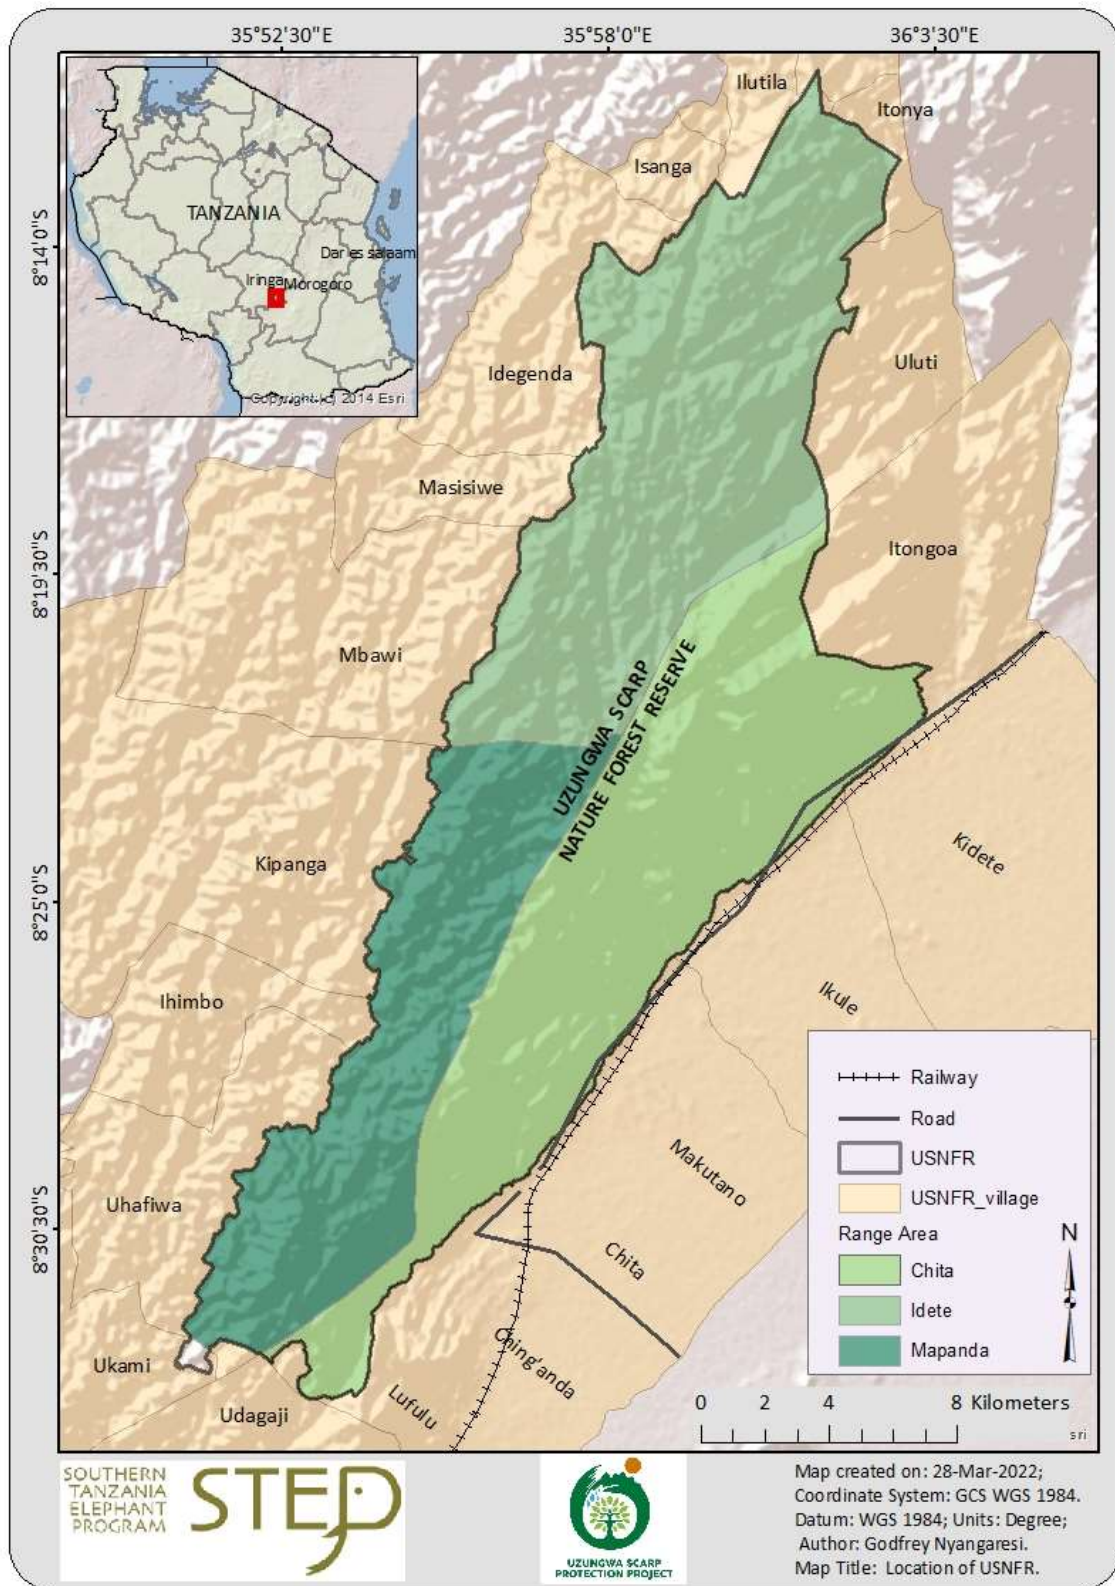 35°52'30"E
35°58'0"E
36°3'30"E
8°14'0"S
8°19'30"S
8°25'0"S
8°30'30"S
TANZANIA
Dar es salaam
Iringa
Morogoro
Copyright:(c) 2014 Esri
Ilutila
Itonya
Isanga
Idegenda
Uluti
Masisiwe
Itongoa
Mbawi
UZUNGWA SCARP
NATURE FOREST RESERVE
Kipanga
Kidete
Ihimbo
Ikule
Makutano
Uhafiwa
Chita
Ching'anda
Ukami
Udagaji
Lufulu
Railway
Road
USNFR
USNFR_village
Range Area
N
Chita
Idete
Mapanda
0 2 4 8 Kilometers
sri
SOUTHERN
TANZANIA
ELEPHANT
PROGRAM
STEP
UZUNGWA SCARP
PROTECTION PROJECT
Map created on: 28-Mar-2022;
Coordinate System: GCS WGS 1984.
Datum: WGS 1984; Units: Degree;
Author: Godfrey Nyangaresi.
Map Title: Location of USNFR.